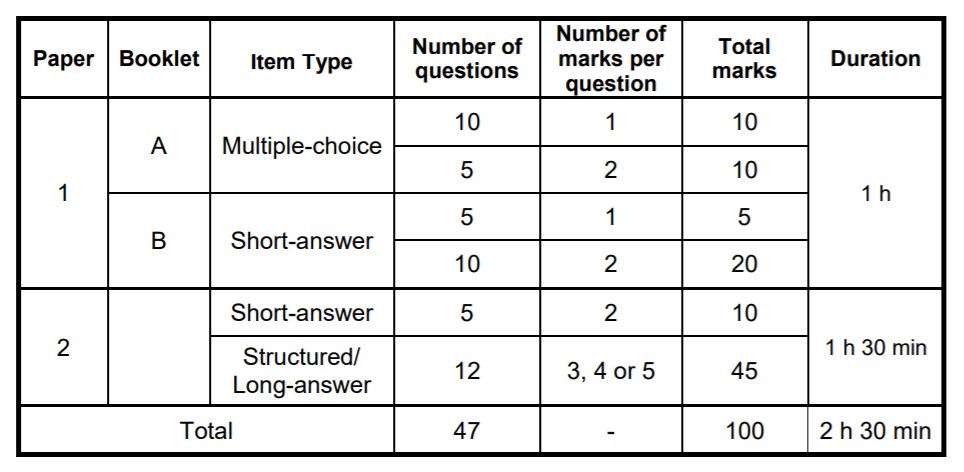 Paper Booklet Item Type Number of questions Number of marks per question Total marks Duration
1 A Multiple-choice 10 1 10 1 h
5 2 10
B Short-answer 5 1 5
10 2 20
2 Short-answer 5 2 10 1 h 30 min
Structured/ Long-answer 12 3, 4 or 5 45
Total 47 - 100 2 h 30 min